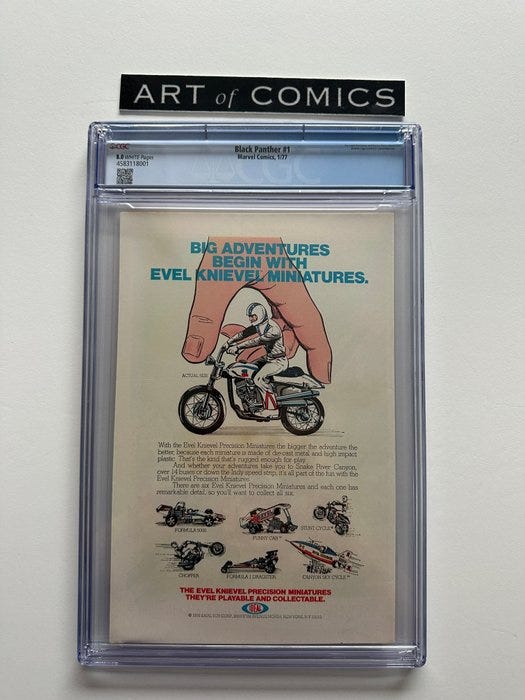 ART of COMICS
CGC
Black Panther #1
8.0 WHITE Pages
Marvel Comics, 1/77
4583118001
BIG ADVENTURES
BEGIN WITH
EVEL KNIEVEL MINIATURES.
ACTUAL SIZE
With the Evel Knievel Precision Miniatures the bigger the adventure the
better, because each miniature is made of die-cast metal and high impact
plastic. That's the kind that's rugged enough for play.
And whether your adventures take you to Snake River Canyon,
over 14 buses or down the Indy speed strip, it's all part of the fun with the
Evel Knievel Precision Miniatures.
There are six Evel Knievel Precision Miniatures and each one has
remarkable detail, so you'll want to collect all six.
FORMULA 5000
FUNNY CAR™
STUNT CYCLE™
CHOPPER
FORMULA 1 DRAGSTER
CANYON SKY CYCLE™
THE EVEL KNIEVEL PRECISION MINIATURES
THEY'RE PLAYABLE AND COLLECTABLE.
IDEAL